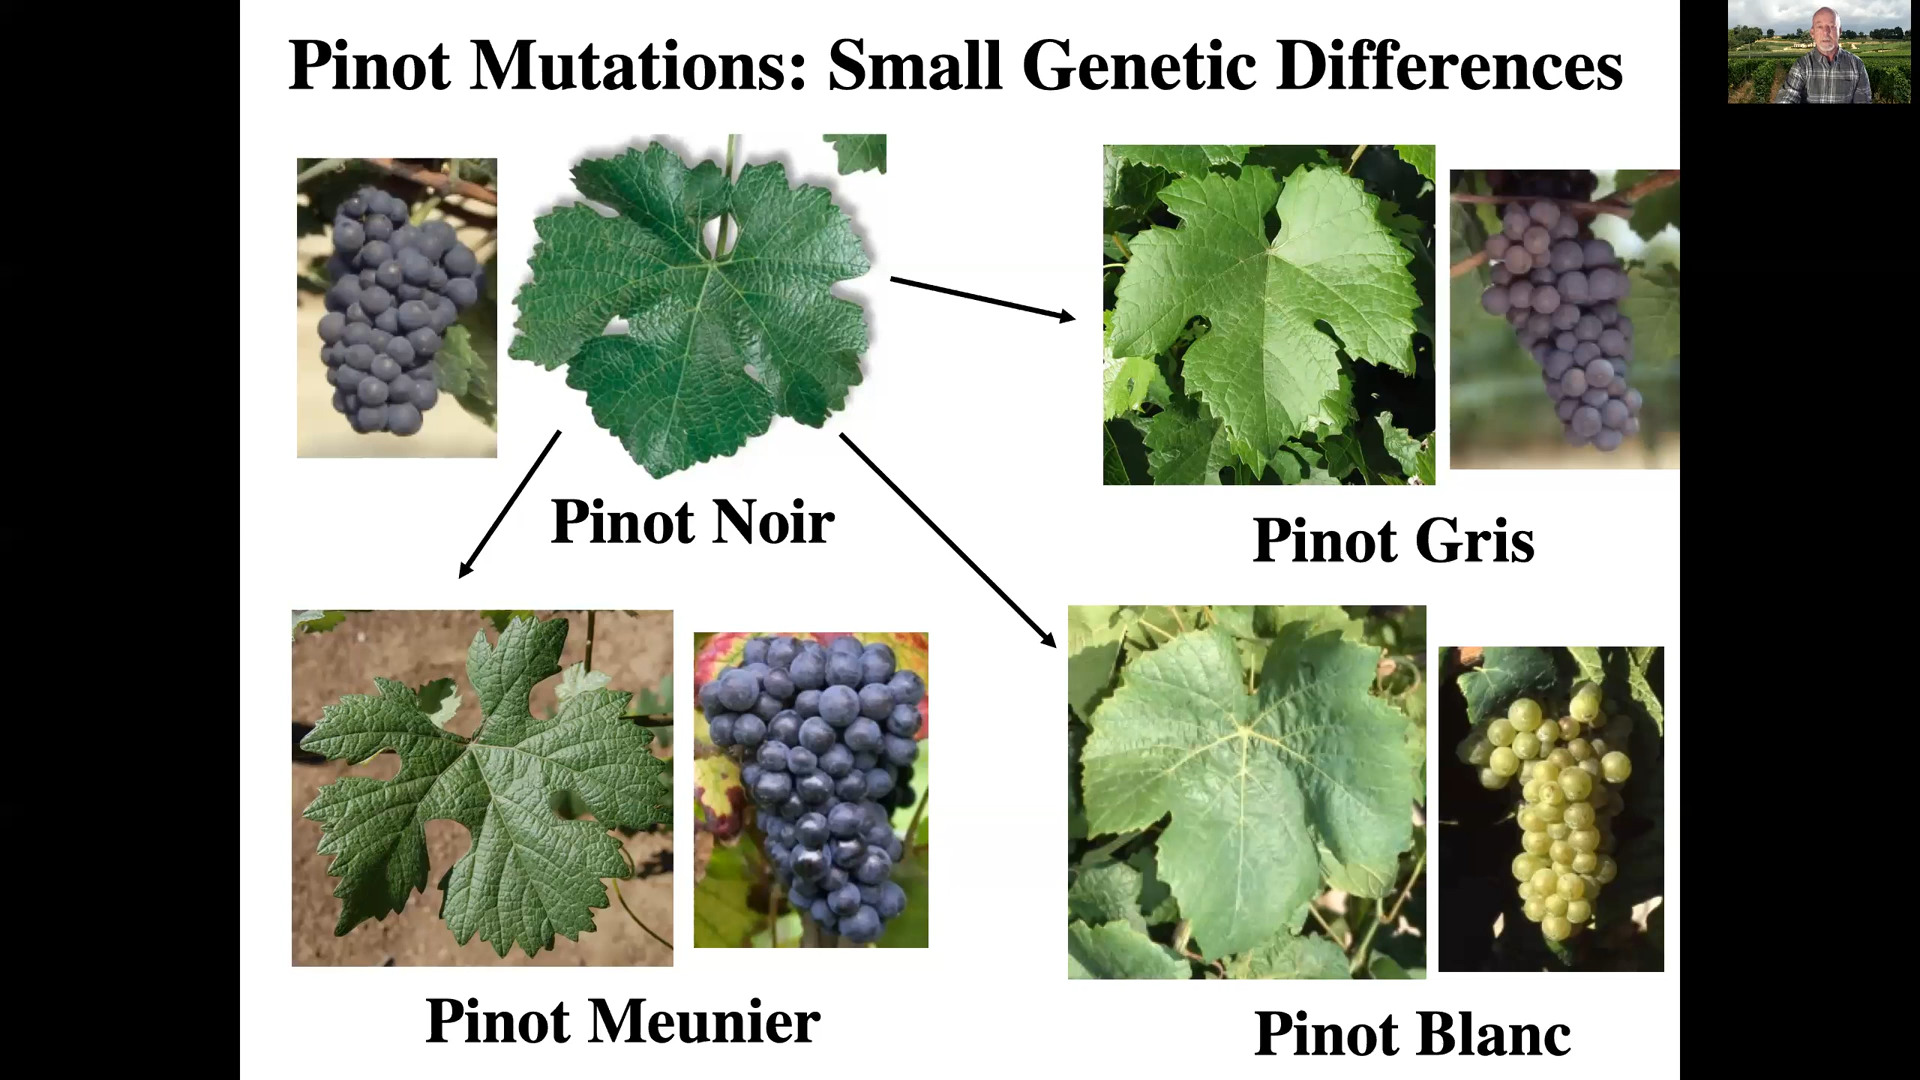 Pinot Mutations: Small Genetic Differences
Pinot Noir
Pinot Gris
Pinot Meunier
Pinot Blanc